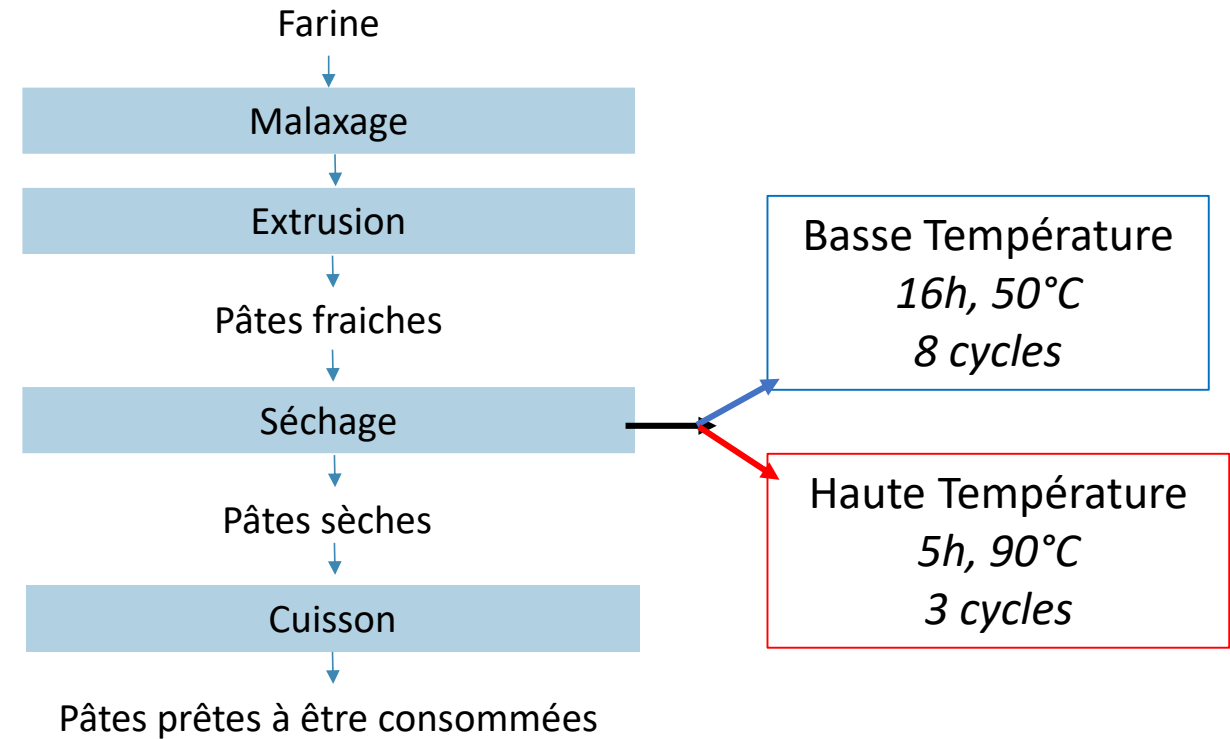 Farine
Malaxage
Extrusion
Pâtes fraiches
Séchage
Pâtes sèches
Cuisson
Pâtes prêtes à être consommées
Basse Température
16h, 50°C
8 cycles
Haute Température
5h, 90°C
3 cycles